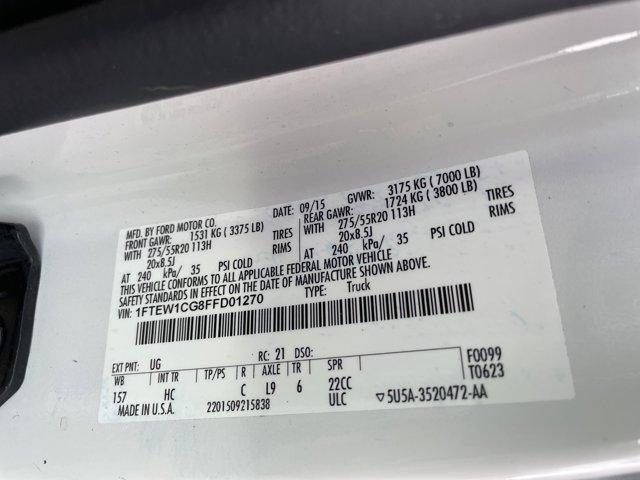 MFD. BY FORD MOTOR CO.
DATE: 09/15 GVWR: 3175 KG ( 7000 LB)
FRONT GAWR: 1531 KG ( 3375 LB) REAR GAWR: 1724 KG ( 3800 LB)
WITH 275/55R20 113H TIRES WITH 275/55R20 113H TIRES
20x8.5J RIMS 20x8.5J RIMS
AT 240 kPa/ 35 PSI COLD AT 240 kPa/ 35 PSI COLD
THIS VEHICLE CONFORMS TO ALL APPLICABLE FEDERAL MOTOR VEHICLE
SAFETY STANDARDS IN EFFECT ON THE DATE OF MANUFACTURE SHOWN ABOVE.
VIN: 1FTEW1CG8FFD01270 TYPE: Truck
EXT PNT: UG RC: 21 DSO: F0099
WB INT TR TP/PS R AXLE TR SPR T0623
157 HC C L9 6 22CC
MADE IN U.S.A. 2201509215838 ULC ▽5U5A-3520472-AA